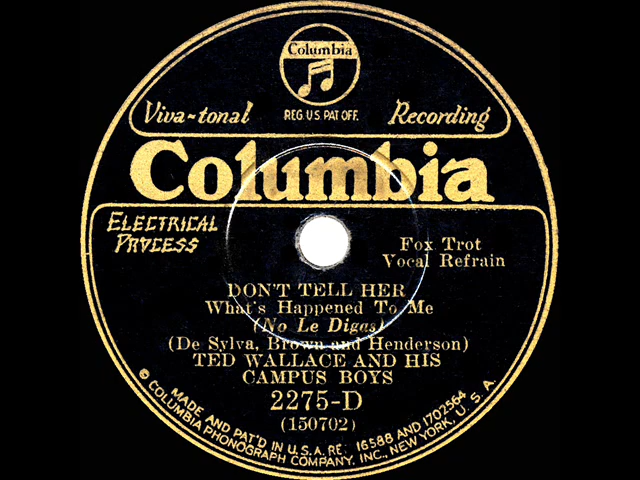 Columbia
Viva-tonal
REG. U.S. PAT. OFF.
Recording
Columbia
ELECTRICAL
PROCESS
Fox Trot
Vocal Refrain
DON'T TELL HER
What's Happened To Me
(No Le Digas)
(De Sylva, Brown and Henderson)
TED WALLACE AND HIS
CAMPUS BOYS
2275-D
(150702)
MADE AND PAT'D IN U.S.A. RE: 16588 AND 1702564
© COLUMBIA PHONOGRAPH COMPANY. INC., NEW YORK, U. S. A.